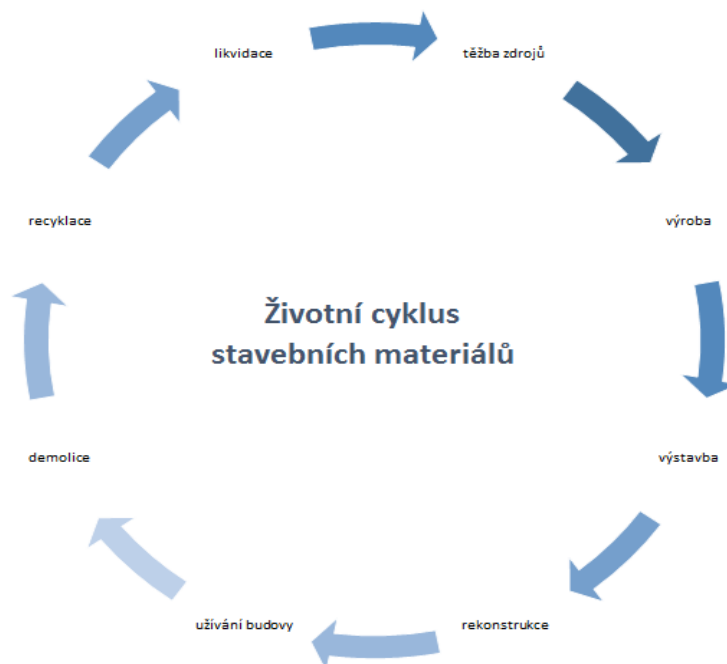 likvidace
těžba zdrojů
recyklace
výroba
Životní cyklus
stavebních materiálů
demolice
výstavba
užívání budovy
rekonstrukce